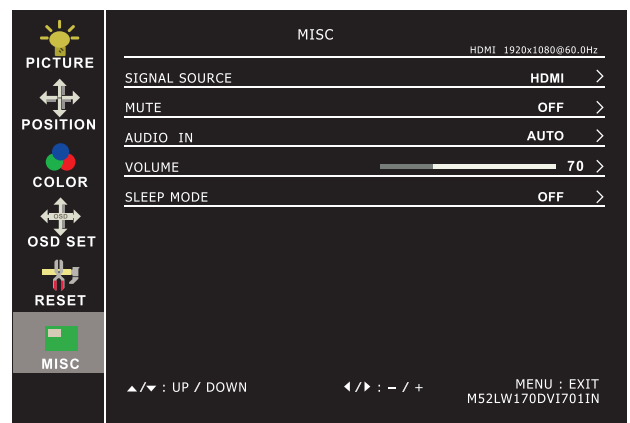 MISC
HDMI 1920x1080@60.0Hz
PICTURE
POSITION
COLOR
OSD
OSD SET
RESET
MISC
SIGNAL SOURCE HDMI >
MUTE OFF >
AUDIO IN AUTO >
VOLUME 70 >
SLEEP MODE OFF >
▲/▼ : UP / DOWN ◀/▶ : – / + MENU : EXIT
M52LW170DVI701IN